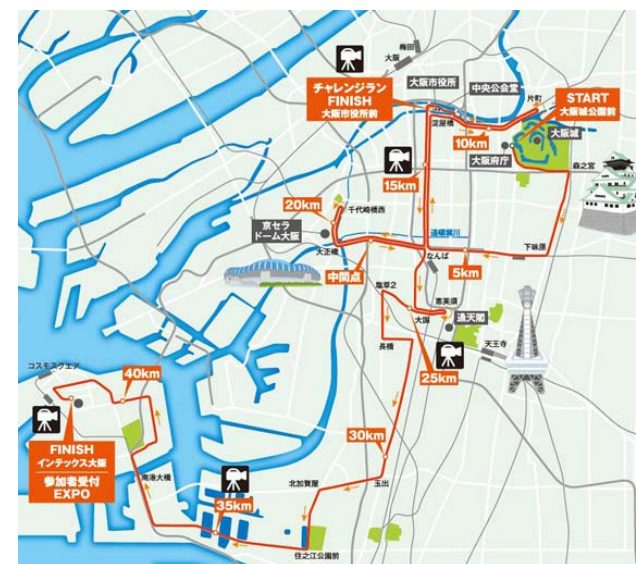 梅田
大阪
大阪市役所
中央公会堂
片町
チャレンジラン
FINISH
大阪市役所前
START
大阪城公園前
淀屋橋
10km
大阪城
大阪府庁
森之宮
15km
20km
千代崎橋西
京セラ
ドーム大阪
大正橋
道頓堀川
なんば
下味原
中間点
5km
塩草2
恵美須
大国
通天閣
天王寺
長橋
25km
コスモスクエア
40km
FINISH
インテックス大阪
参加者受付
EXPO
30km
玉出
南港大橋
北加賀屋
35km
住之江公園前